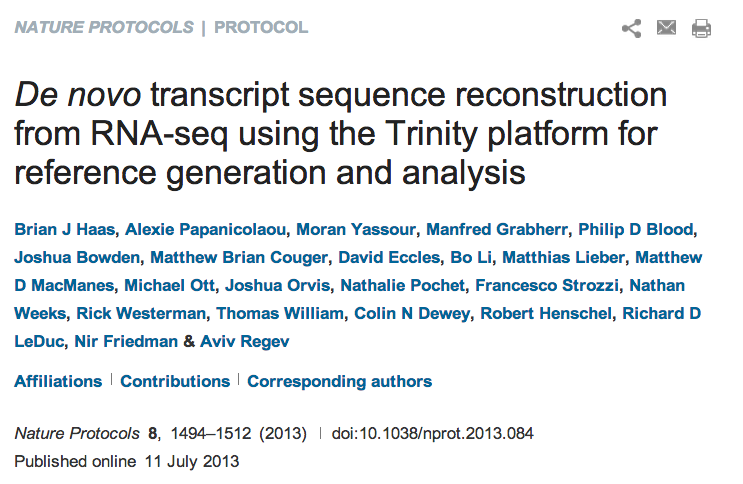 NATURE PROTOCOLS | PROTOCOL
De novo transcript sequence reconstruction
from RNA-seq using the Trinity platform for
reference generation and analysis
Brian J Haas, Alexie Papanicolaou, Moran Yassour, Manfred Grabherr, Philip D Blood,
Joshua Bowden, Matthew Brian Couger, David Eccles, Bo Li, Matthias Lieber, Matthew
D MacManes, Michael Ott, Joshua Orvis, Nathalie Pochet, Francesco Strozzi, Nathan
Weeks, Rick Westerman, Thomas William, Colin N Dewey, Robert Henschel, Richard D
LeDuc, Nir Friedman & Aviv Regev
Affiliations | Contributions | Corresponding authors
Nature Protocols 8, 1494–1512 (2013) | doi:10.1038/nprot.2013.084
Published online 11 July 2013